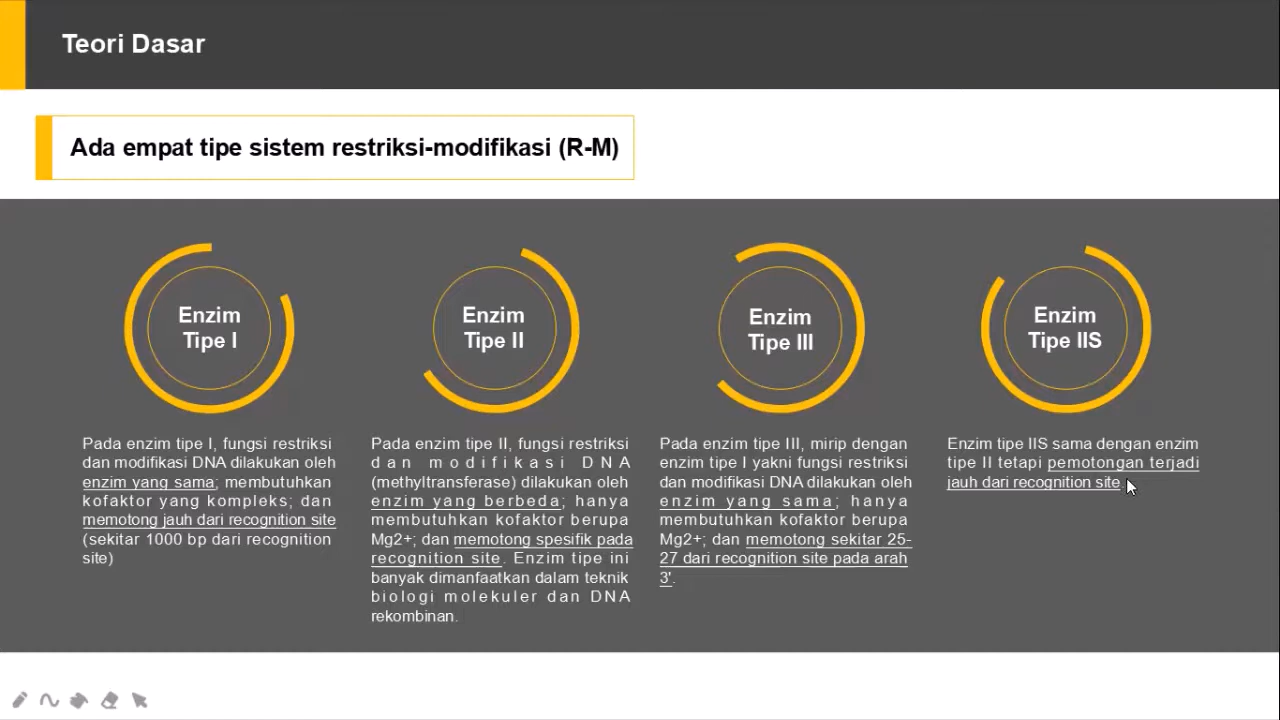 Teori Dasar
Ada empat tipe sistem restriksi-modifikasi (R-M)
Enzim
Tipe I
Pada enzim tipe I, fungsi restriksi
dan modifikasi DNA dilakukan oleh
enzim yang sama; membutuhkan
kofaktor yang kompleks; dan
memotong jauh dari recognition site
(sekitar 1000 bp dari recognition
site)
Enzim
Tipe II
Pada enzim tipe II, fungsi restriksi
dan modifikasi DNA
(methyltransferase) dilakukan oleh
enzim yang berbeda; hanya
membutuhkan kofaktor berupa
Mg2+; dan memotong spesifik pada
recognition site. Enzim tipe ini
banyak dimanfaatkan dalam teknik
biologi molekuler dan DNA
rekombinan.
Enzim
Tipe III
Pada enzim tipe III, mirip dengan
enzim tipe I yakni fungsi restriksi
dan modifikasi DNA dilakukan oleh
enzim yang sama; hanya
membutuhkan kofaktor berupa
Mg2+; dan memotong sekitar 25-
27 dari recognition site pada arah
3'.
Enzim
Tipe IIS
Enzim tipe IIS sama dengan enzim
tipe II tetapi pemotongan terjadi
jauh dari recognition site